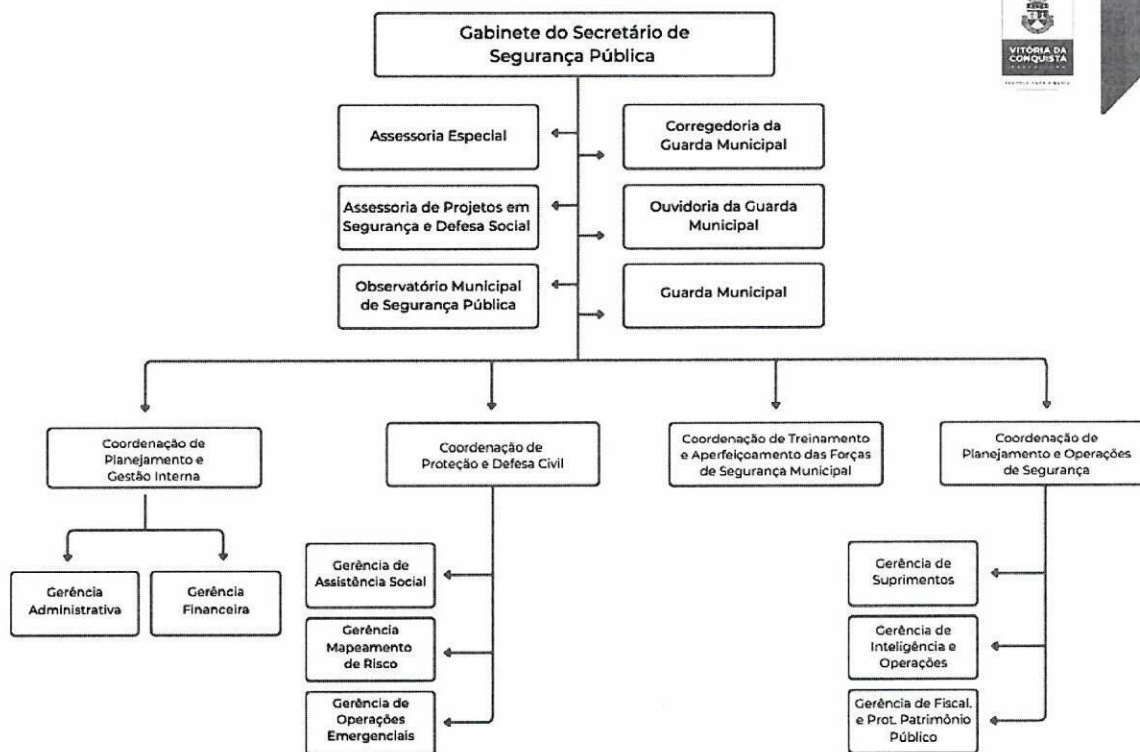 Gabinete do Secretário de
Segurança Pública
VITÓRIA DA
CONQUISTA
Assessoria Especial
Corregedoria da
Guarda Municipal
Assessoria de Projetos em
Segurança e Defesa Social
Ouvidoria da Guarda
Municipal
Observatório Municipal
de Segurança Pública
Guarda Municipal
Coordenação de
Planejamento e
Gestão Interna
Coordenação de
Proteção e Defesa Civil
Coordenação de Treinamento
e Aperfeiçoamento das Forças
de Segurança Municipal
Coordenação de
Planejamento e Operações
de Segurança
Gerência
Administrativa
Gerência
Financeira
Gerência de
Assistência Social
Gerência
Mapeamento
de Risco
Gerência de
Operações
Emergenciais
Gerência de
Suprimentos
Gerência de
Inteligência e
Operações
Gerência de Fiscal.
e Prot. Patrimônio
Público